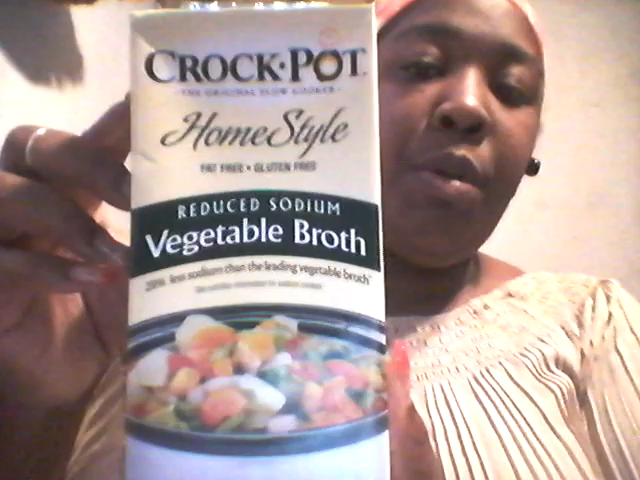 CROCK·POT
THE ORIGINAL SLOW COOKER
HomeStyle
FAT FREE • GLUTEN FREE
REDUCED SODIUM
Vegetable Broth
less sodium than the leading vegetable broth*